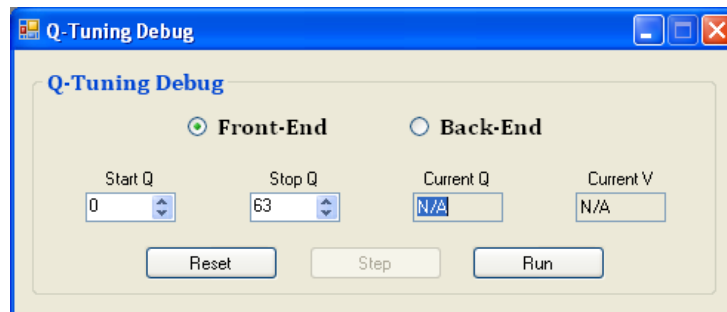 Q-Tuning Debug
Q-Tuning Debug
Front-End Back-End
Start Q Stop Q Current Q Current V
0 63 N/A N/A
Reset Step Run